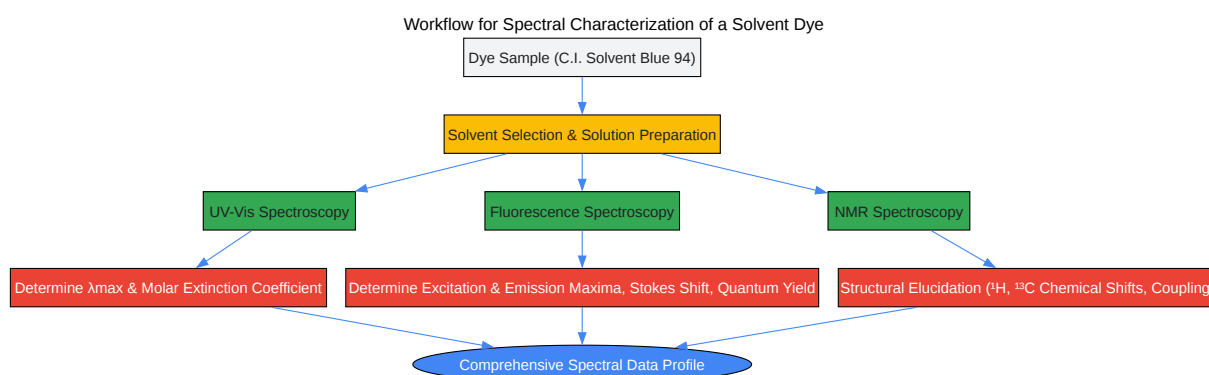 Workflow for Spectral Characterization of a Solvent Dye
Dye Sample (C.I. Solvent Blue 94)
Solvent Selection & Solution Preparation
UV-Vis Spectroscopy
Fluorescence Spectroscopy
NMR Spectroscopy
Determine λmax & Molar Extinction Coefficient
Determine Excitation & Emission Maxima, Stokes Shift, Quantum Yield
Structural Elucidation (¹H, ¹³C Chemical Shifts, Coupling
Comprehensive Spectral Data Profile